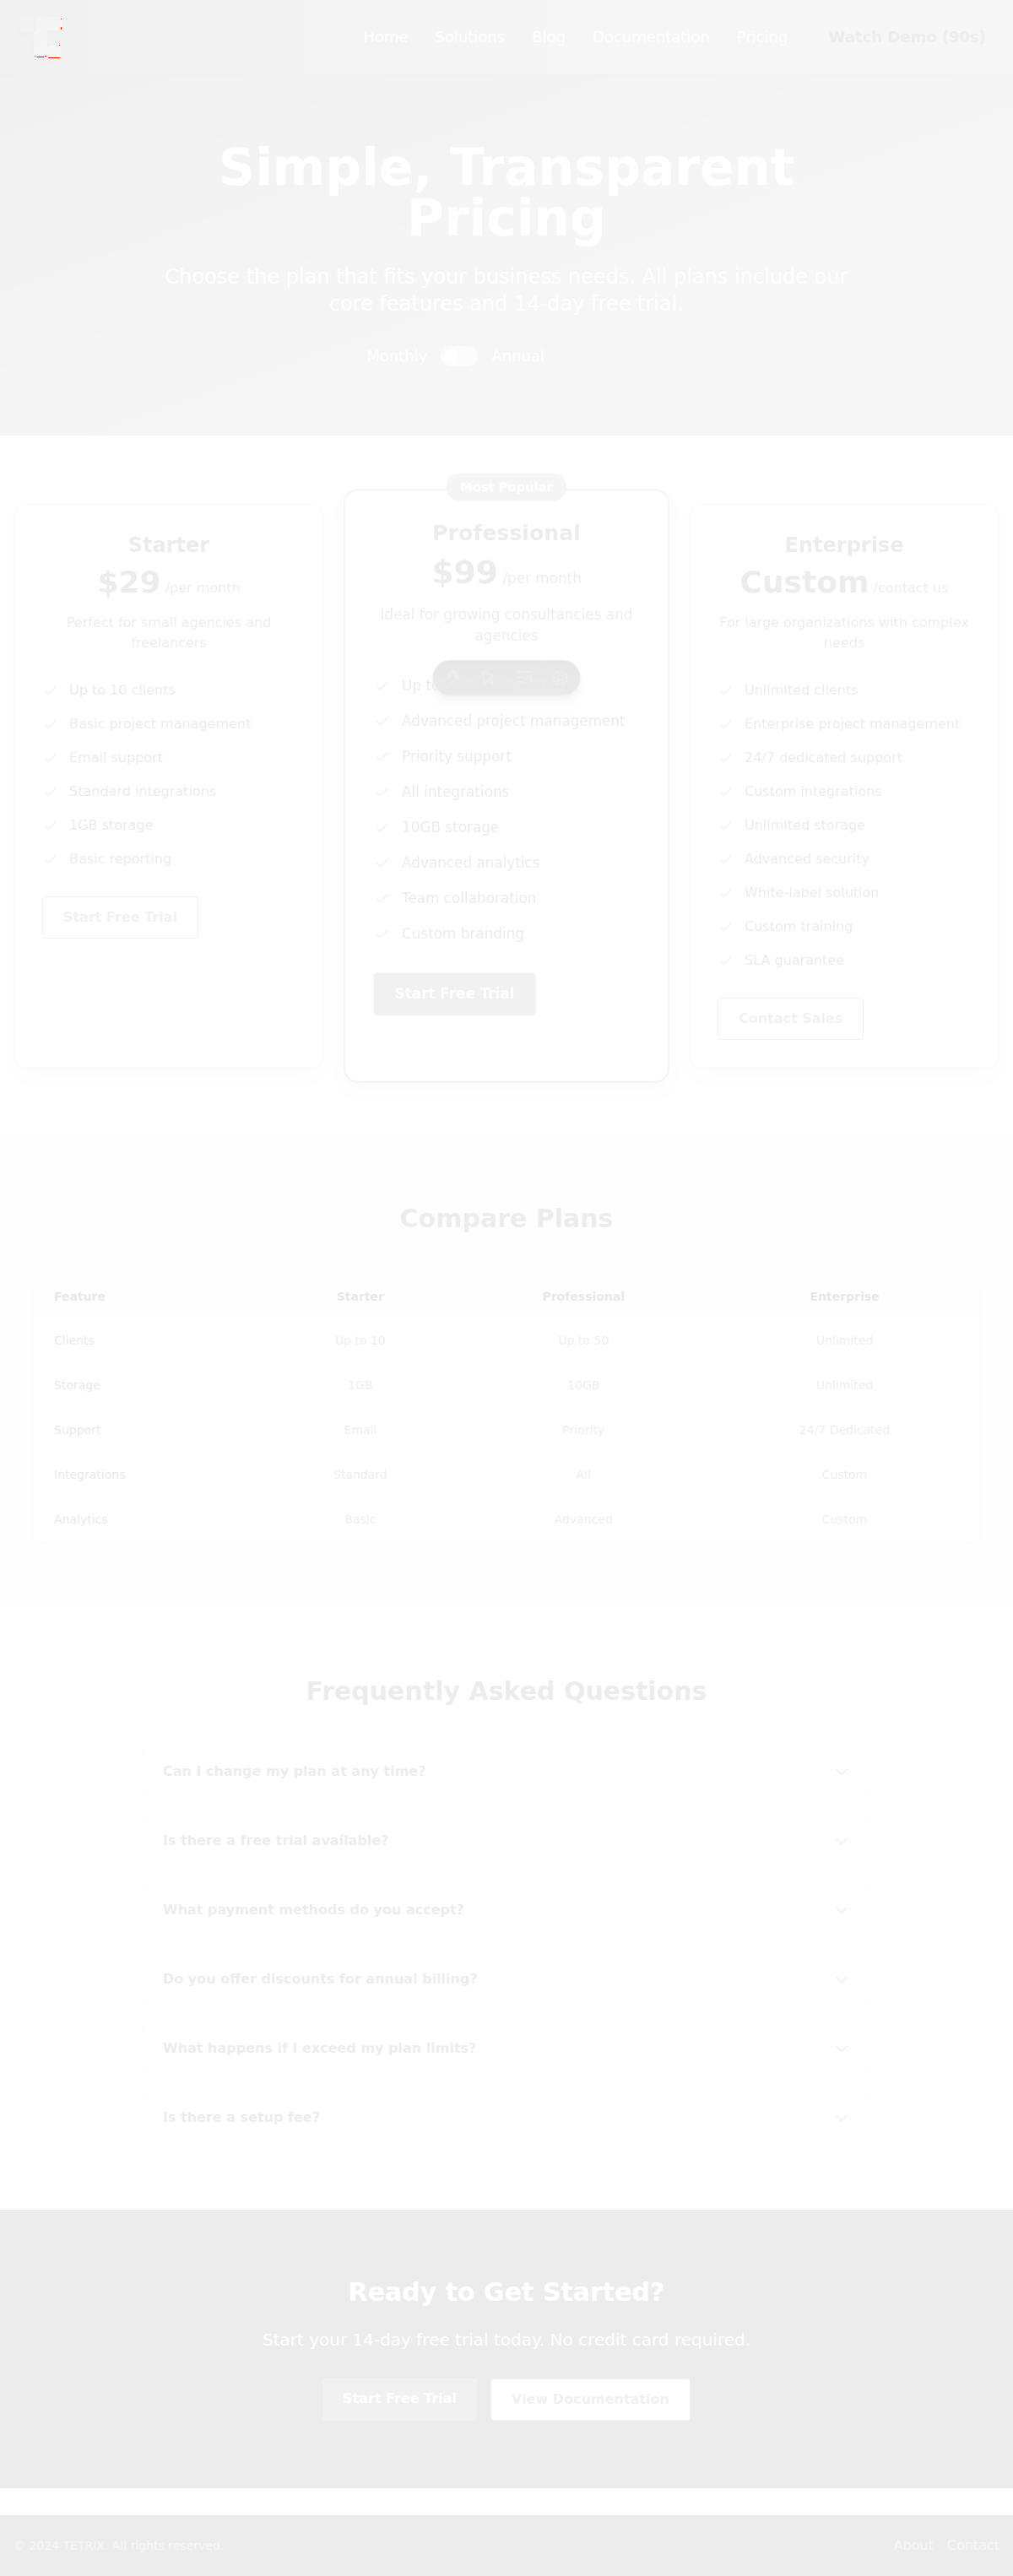 Home Solutions Blog Documentation Pricing Watch Demo (90s)
Simple, Transparent
Pricing
Choose the plan that fits your business needs. All plans include our
core features and 14-day free trial.
Monthly Annual
Starter
$29 /per month
Perfect for small agencies and
freelancers
Up to 10 clients
Basic project management
Email support
Standard integrations
1GB storage
Basic reporting
Start Free Trial
Most Popular
Professional
$99 /per month
Ideal for growing consultancies and
agencies
Up
Advanced project management
Priority support
All integrations
10GB storage
Advanced analytics
Team collaboration
Custom branding
Start Free Trial
Enterprise
Custom /contact us
For large organizations with complex
needs
Unlimited clients
Enterprise project management
24/7 dedicated support
Custom integrations
Unlimited storage
Advanced security
White-label solution
Custom training
SLA guarantee
Contact Sales
Compare Plans
Feature Starter Professional Enterprise
Clients Up to 10 Up to 50 Unlimited
Storage 1GB 10GB Unlimited
Support Email Priority 24/7 Dedicated
Integrations Standard All Custom
Analytics Basic Advanced Custom
Frequently Asked Questions
Can I change my plan at any time?
Is there a free trial available?
What payment methods do you accept?
Do you offer discounts for annual billing?
What happens if I exceed my plan limits?
Is there a setup fee?
Ready to Get Started?
Start your 14-day free trial today. No credit card required.
Start Free Trial View Documentation
© 2024 TETRIX. All rights reserved. About Contact